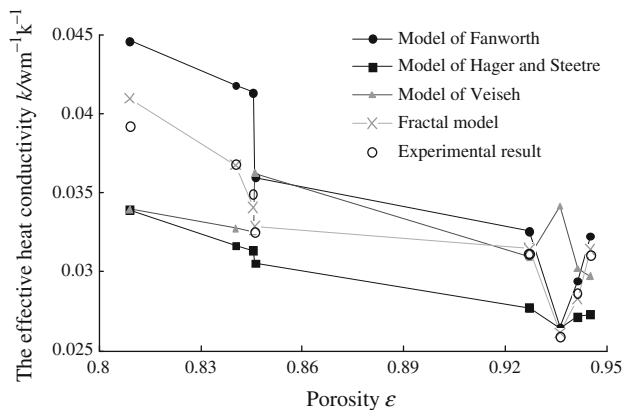 The effective heat conductivity k/wm⁻¹k⁻¹
0.045
0.04
0.035
0.03
0.025
0.8
0.83
0.86
0.89
0.92
0.95
Porosity ε
Model of Fanworth
Model of Hager and Steetre
Model of Veiseh
Fractal model
Experimental result